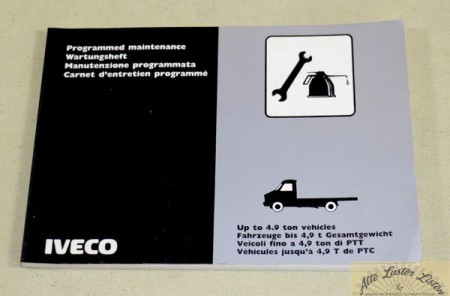 Programmed maintenance
Wartungsheft
Manutenzione programmata
Carnet d'entretien programmé
Up to 4.9 ton vehicles
Fahrzeuge bis 4,9 t Gesamtgewicht
Veicoli fino a 4,9 ton di PTT
Véhicules jusqu'à 4,9 T de PTC
IVECO
Alte Laster Listen